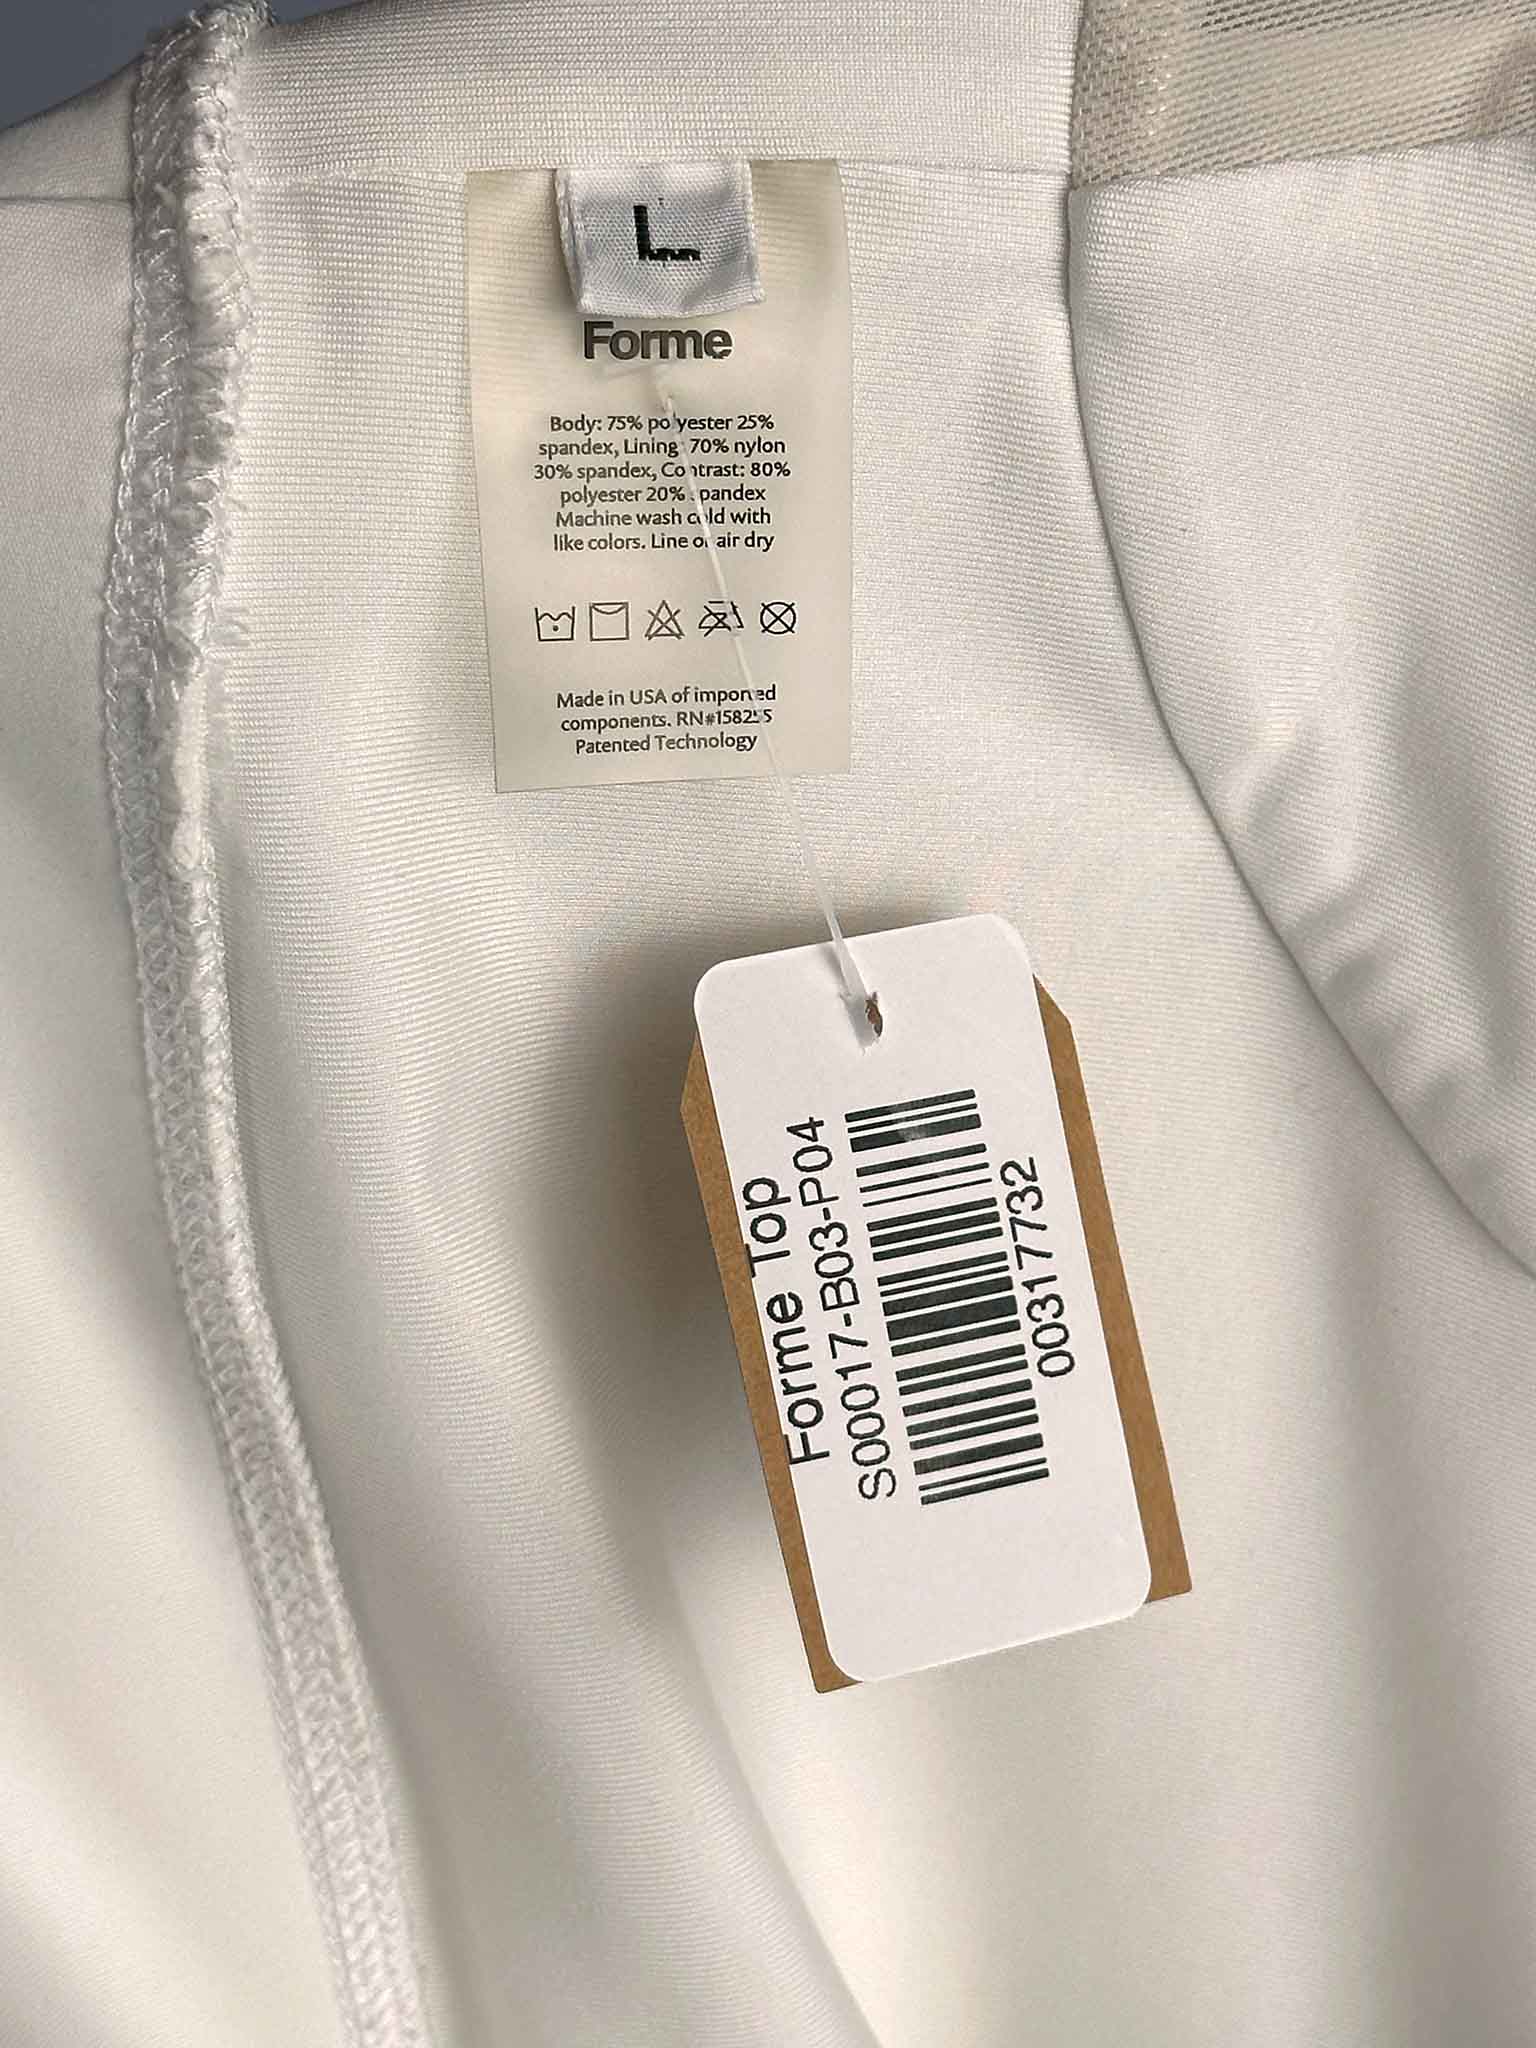 L
Forme
Body: 75% polyester 25%
spandex, Lining: 70% nylon
30% spandex, Contrast: 80%
polyester 20% spandex
Machine wash cold with
like colors. Line or air dry
Made in USA of imported
components. RN#158255
Patented Technology
Forme Top
S00017-B03-P04
00317732